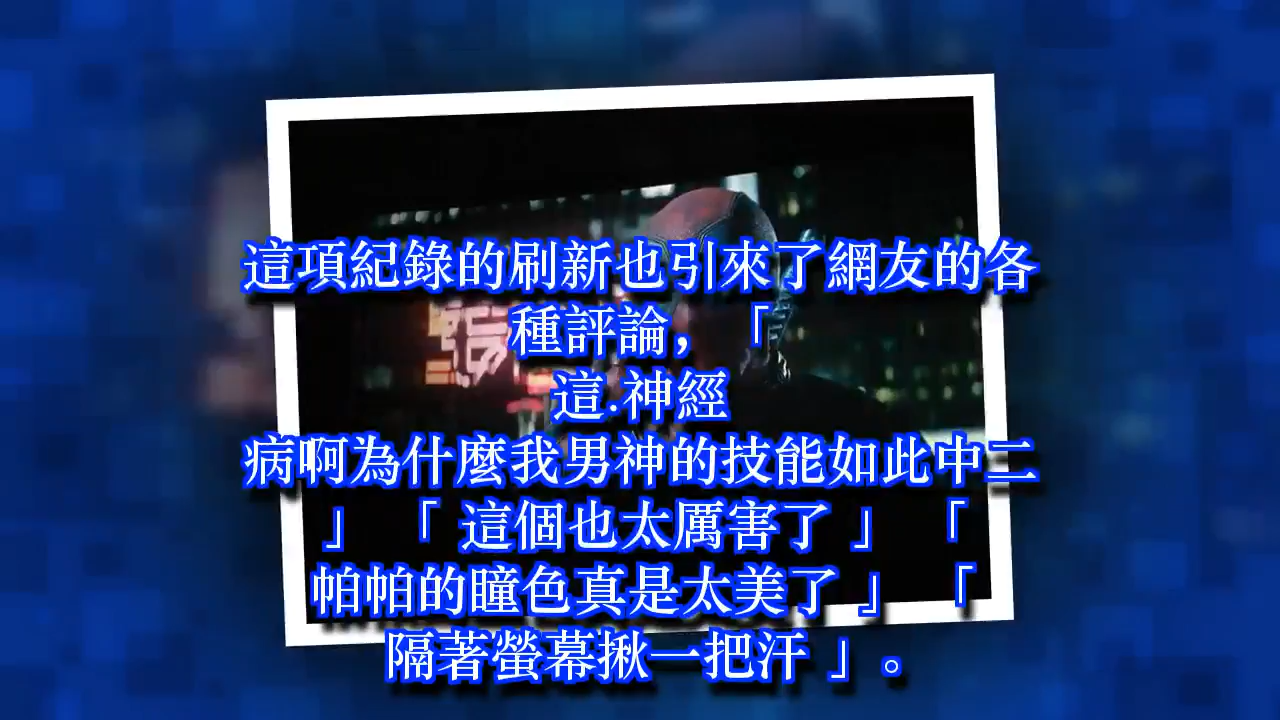 這項紀錄的刷新也引來了網友的各
種評論，「
這.神經
病啊為什麼我男神的技能如此中二
」 「 這個也太厲害了 」 「
帕帕的瞳色真是太美了 」 「
隔著螢幕揪一把汗 」。